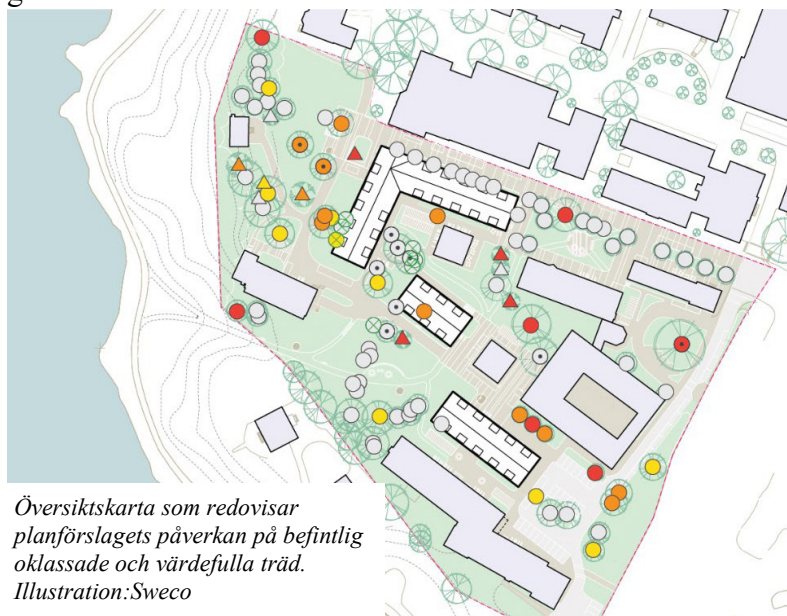 g
Översiktskarta som redovisar
planförslagets påverkan på befintlig
oklassade och värdefulla träd.
Illustration:Sweco